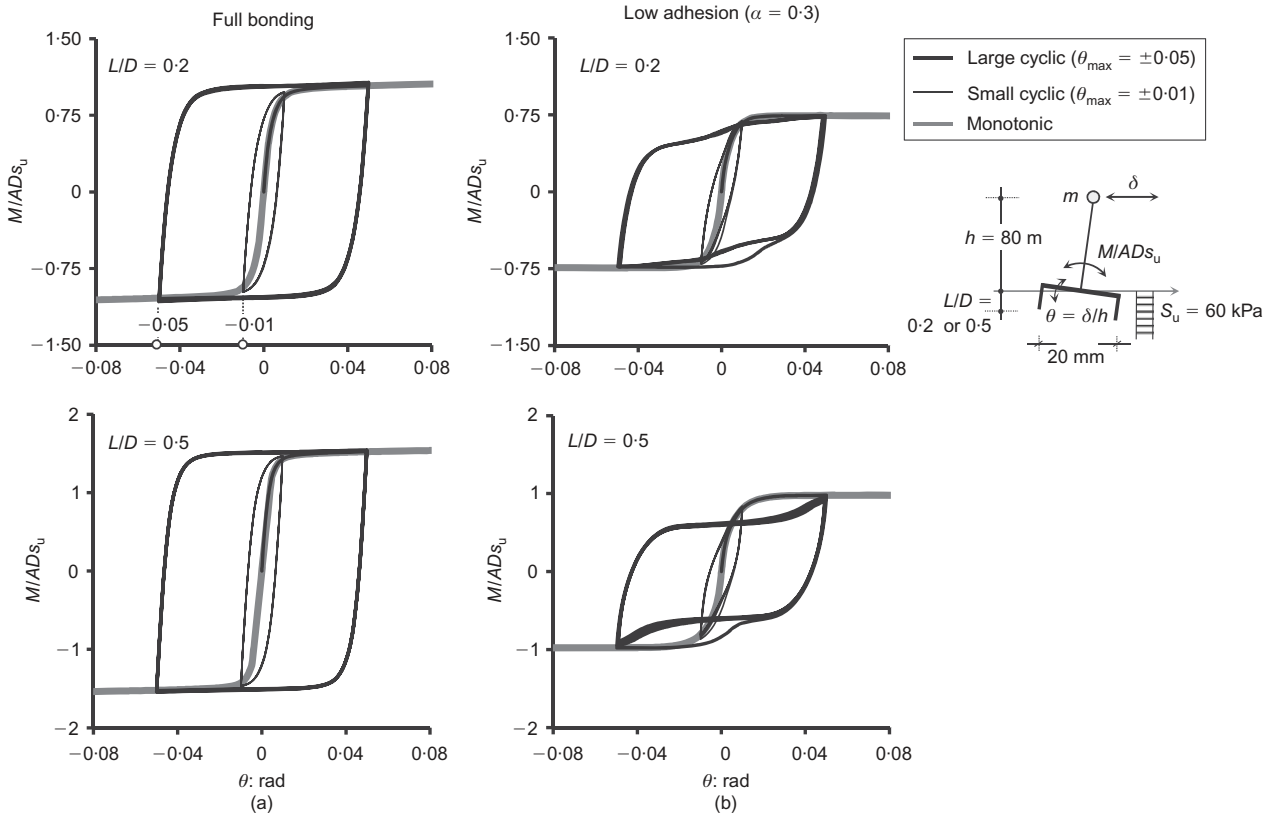 Full bonding
1·50
L/D = 0·2
0·75
0
−0·75
−1·50
M/ADsᵤ
−0·05
−0·01
−0·08
−0·04
0
0·04
0·08
Low adhesion (α = 0·3)
1·50
L/D = 0·2
0·75
0
−0·75
−1·50
M/ADsᵤ
−0·08
−0·04
0
0·04
0·08
Large cyclic (θmax = ±0·05)
Small cyclic (θmax = ±0·01)
Monotonic
m
δ
h = 80 m
M/ADsᵤ
L/D =
0·2 or 0·5
θ = δ/h
Sᵤ = 60 kPa
20 mm
2
L/D = 0·5
1
0
−1
−2
M/ADsᵤ
−0·08
−0·04
0
0·04
0·08
θ: rad
(a)
2
L/D = 0·5
1
0
−1
−2
M/ADsᵤ
−0·08
−0·04
0
0·04
0·08
θ: rad
(b)